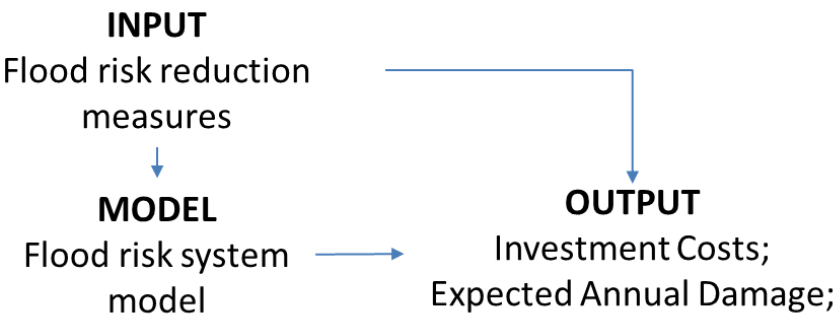 INPUT
Flood risk reduction
measures
MODEL
Flood risk system
model
OUTPUT
Investment Costs;
Expected Annual Damage;